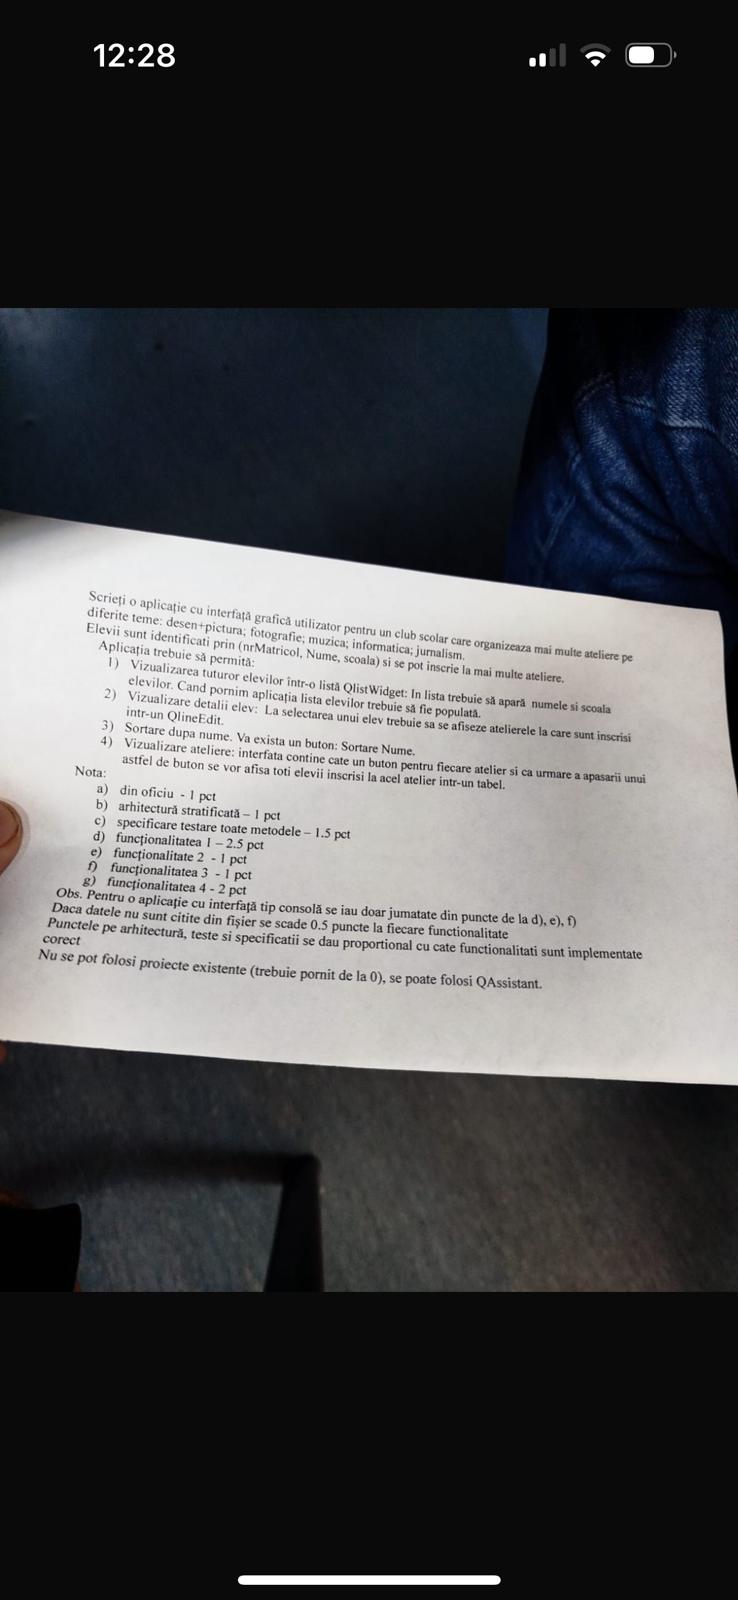 12:28
Scrieți o aplicație cu interfață grafică utilizator pentru un club scolar care organizeaza mai multe ateliere pe
diferite teme: desen+pictura; fotografie; muzica; informatica; jurnalism.
Elevii sunt identificati prin (nrMatricol, Nume, scoala) si se pot inscrie la mai multe ateliere.
Aplicația trebuie să permită:
1) Vizualizarea tuturor elevilor într-o listă QlistWidget: In lista trebuie să apară numele si scoala
elevilor. Cand pornim aplicația lista elevilor trebuie să fie populată.
2) Vizualizare detalii elev: La selectarea unui elev trebuie sa se afiseze atelierele la care sunt inscrisi
intr-un QlineEdit.
3) Sortare dupa nume. Va exista un buton: Sortare Nume.
4) Vizualizare ateliere: interfata contine cate un buton pentru fiecare atelier si ca urmare a apasarii unui
astfel de buton se vor afisa toti elevii inscrisi la acel atelier intr-un tabel.
Nota:
a) din oficiu - 1 pct
b) arhitectură stratificată – 1 pct
c) specificare testare toate metodele – 1.5 pct
d) funcționalitatea 1 – 2.5 pct
e) funcționalitate 2 - 1 pct
f) funcționalitatea 3 - 1 pct
g) funcționalitatea 4 - 2 pct
Obs. Pentru o aplicație cu interfață tip consolă se iau doar jumatate din puncte de la d), e), f)
Daca datele nu sunt citite din fișier se scade 0.5 puncte la fiecare functionalitate
Punctele pe arhitectură, teste si specificatii se dau proportional cu cate functionalitati sunt implementate
corect
Nu se pot folosi proiecte existente (trebuie pornit de la 0), se poate folosi QAssistant.